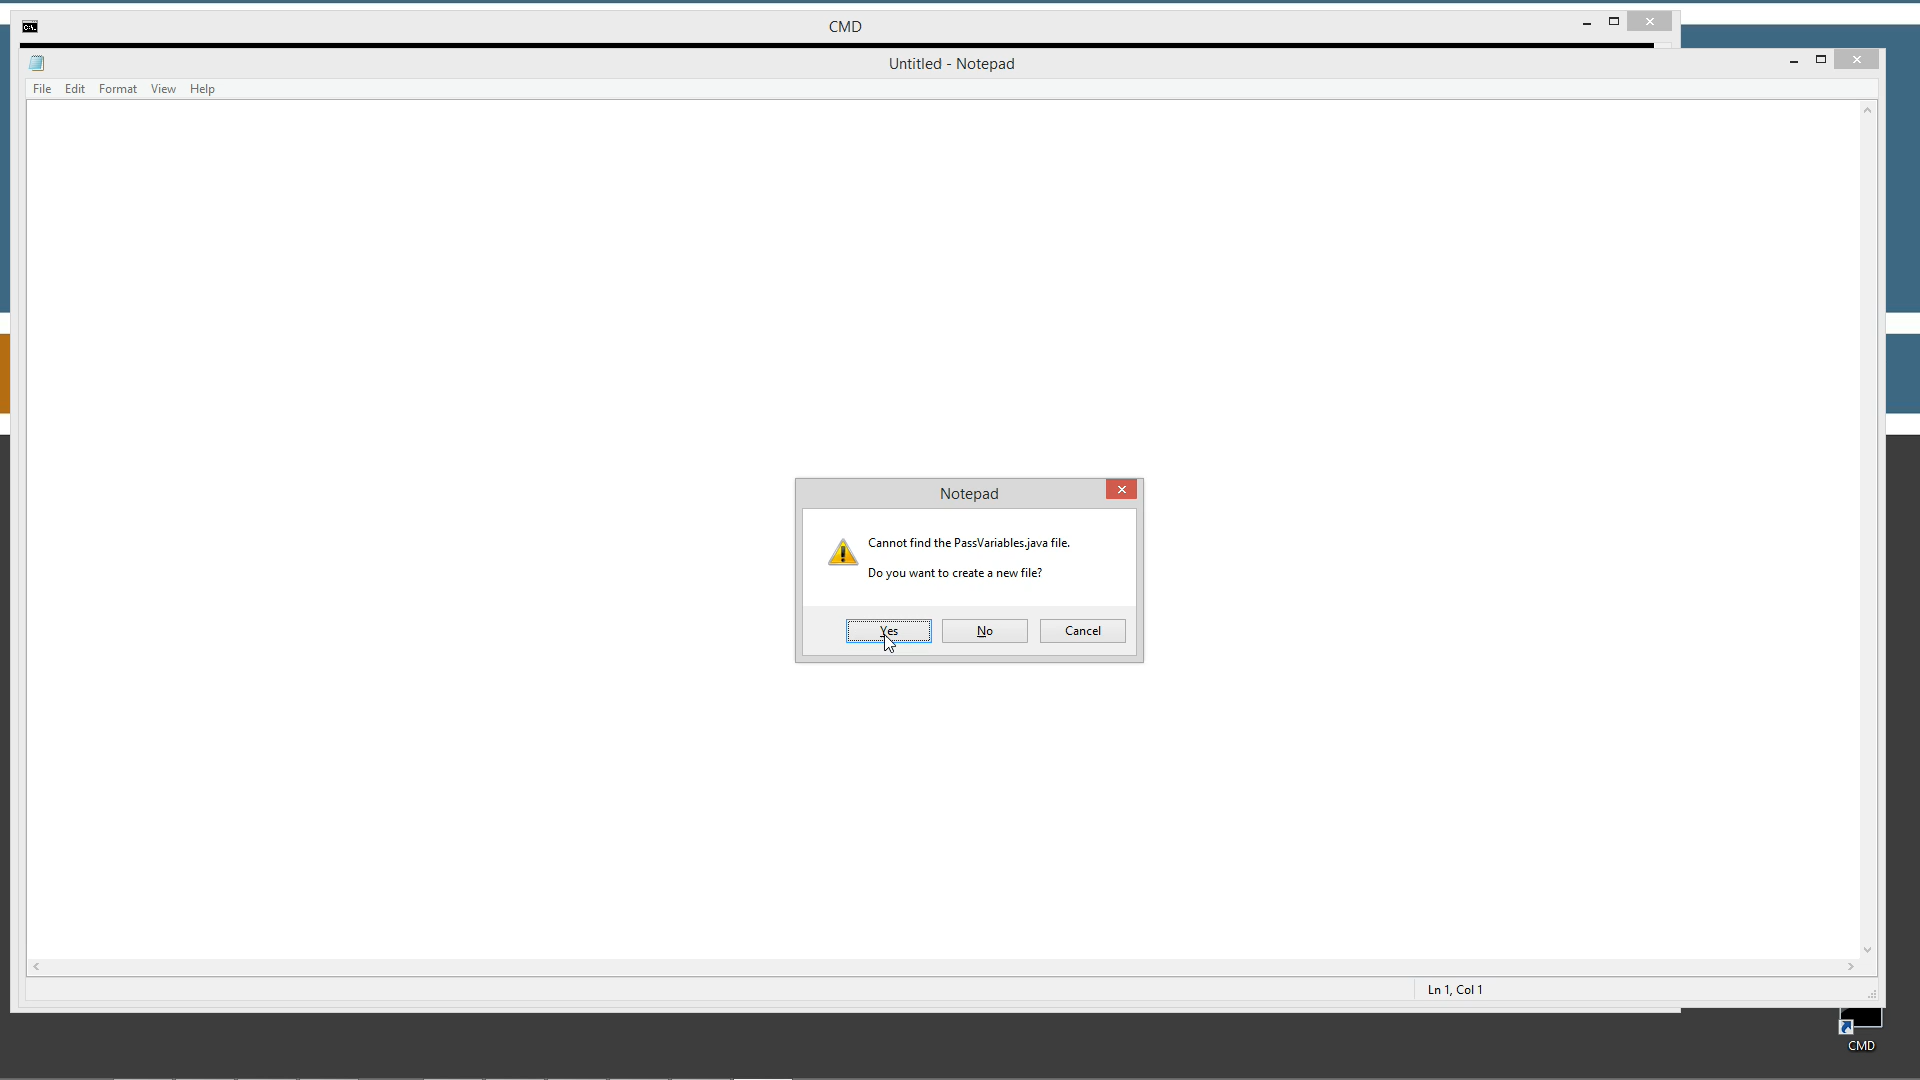 CMD
Untitled - Notepad
File Edit Format View Help
Notepad
Cannot find the PassVariables.java file.
Do you want to create a new file?
Yes No Cancel
Ln 1, Col 1
CMD